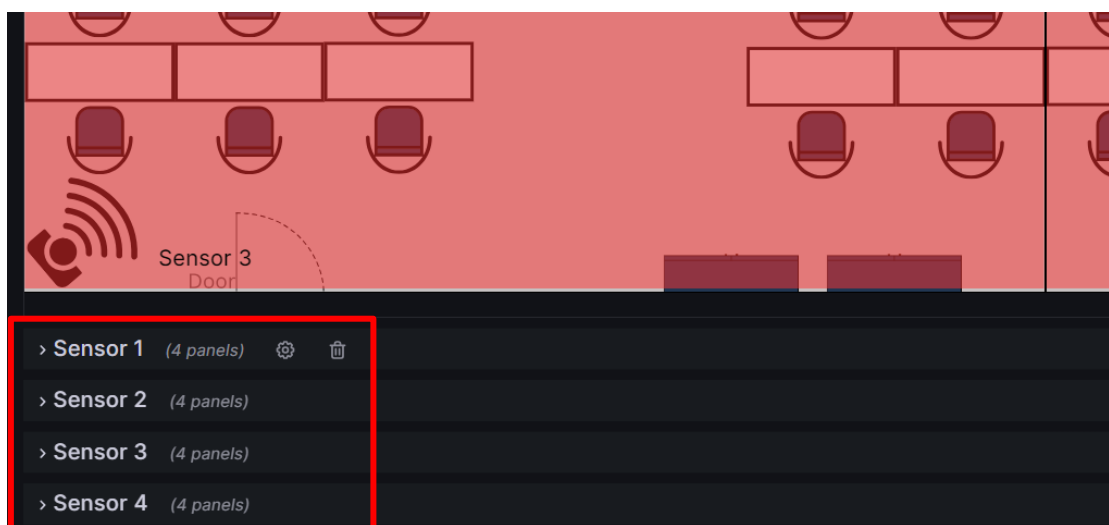 Sensor 3
Door
Sensor 1 (4 panels)
Sensor 2 (4 panels)
Sensor 3 (4 panels)
Sensor 4 (4 panels)